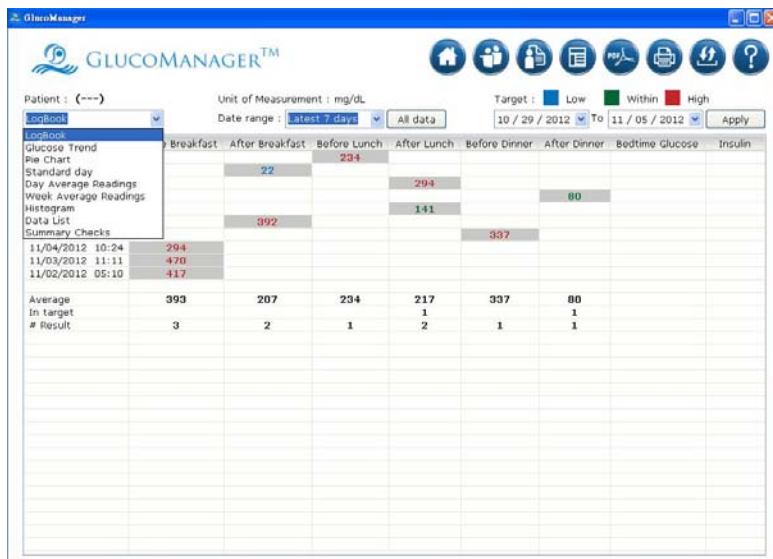 GlucoManager
GLUCOMANAGER™
PDF
?
Patient : (---) Unit of Measurement : mg/dL Target : Low Within High
LogBook Date range : Latest 7 days All data 10 / 29 / 2012 To 11 / 05 / 2012 Apply
LogBook
Glucose Trend
Pie Chart
Standard day
Day Average Readings
Week Average Readings
Histogram
Data List
Summary Checks
Breakfast After Breakfast Before Lunch After Lunch Before Dinner After Dinner Bedtime Glucose Insulin
234
22
294
80
141
392
337
11/04/2012 10:24 294
11/03/2012 11:11 470
11/02/2012 05:10 417
Average 393 207 234 217 337 80
In target 1 1
# Result 3 2 1 2 1 1